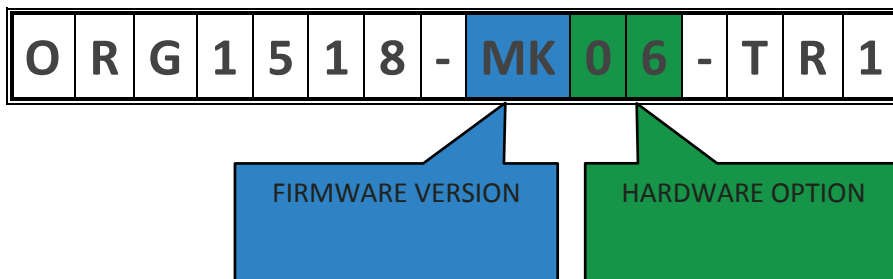 ORG1518-MK06-TR1
FIRMWARE VERSION
HARDWARE OPTION